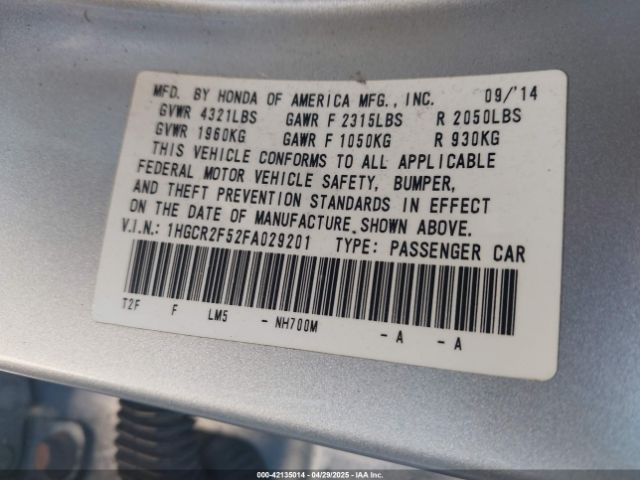 MFD. BY HONDA OF AMERICA MFG., INC. 09/'14
GVWR 4321LBS GAWR F 2315LBS R 2050LBS
GVWR 1960KG GAWR F 1050KG R 930KG
THIS VEHICLE CONFORMS TO ALL APPLICABLE
FEDERAL MOTOR VEHICLE SAFETY, BUMPER,
AND THEFT PREVENTION STANDARDS IN EFFECT
ON THE DATE OF MANUFACTURE SHOWN ABOVE.
V.I.N.: 1HGCR2F52FA029201 TYPE: PASSENGER CAR
T2F F LM5 - NH700M - A - A
000-42135014 - 04/29/2025 - IAA Inc.